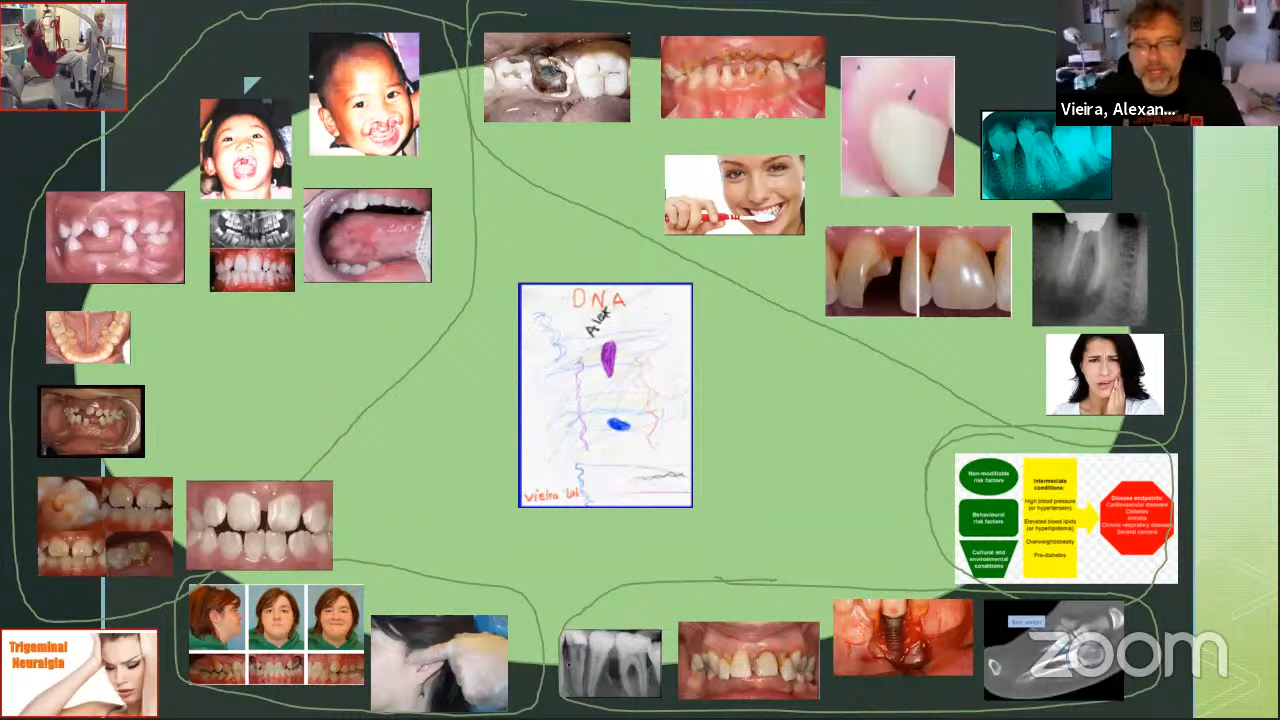 Vieira, Alexan...
A
DNA
Alex
Vieira
Non-modifiable
risk factors
Behavioural
risk factors
Cultural and
environmental
conditions
Intermediate
conditions:
High blood pressure
(or hypertension)
Elevated blood lipids
(or hyperlipidemia)
Overweight/obesity
Pre-diabetes
Disease endpoints:
Cardiovascular diseases
Diabetes
Arthritis
Chronic respiratory diseases
Several cancers
Trigeminal
Neuralgia
zoom